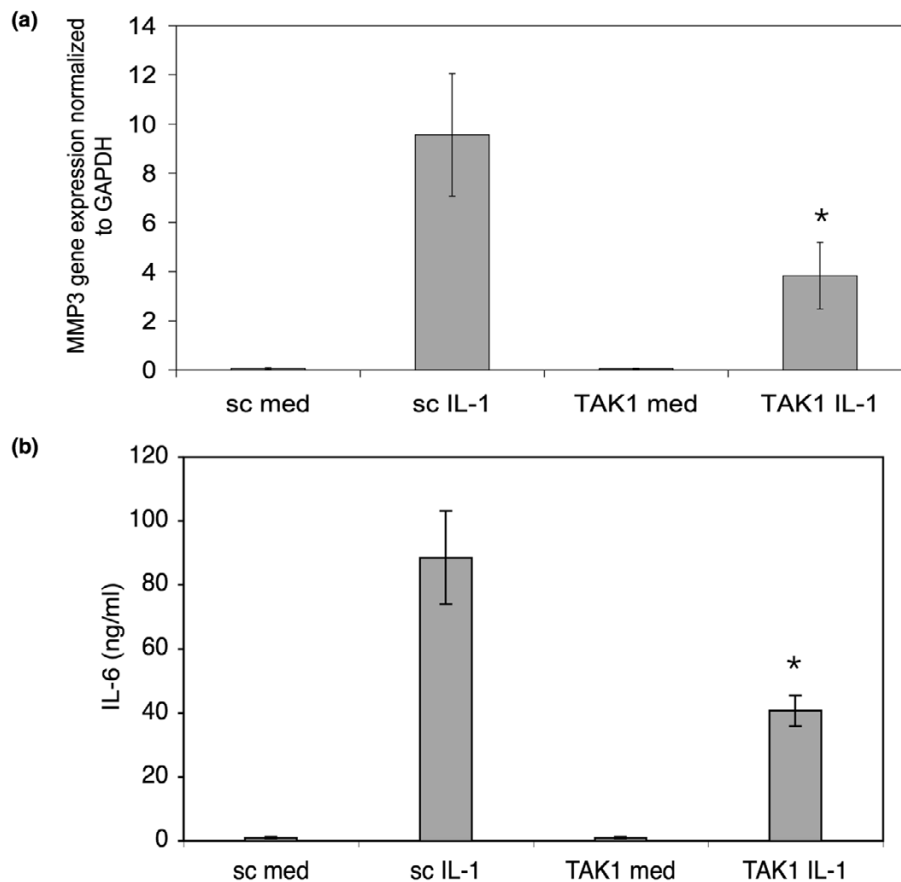 (a)
MMP3 gene expression normalized
to GAPDH
14
12
10
8
6
4
2
0
*
sc med
sc IL-1
TAK1 med
TAK1 IL-1
(b)
IL-6 (ng/ml)
120
100
80
60
40
20
0
*
sc med
sc IL-1
TAK1 med
TAK1 IL-1